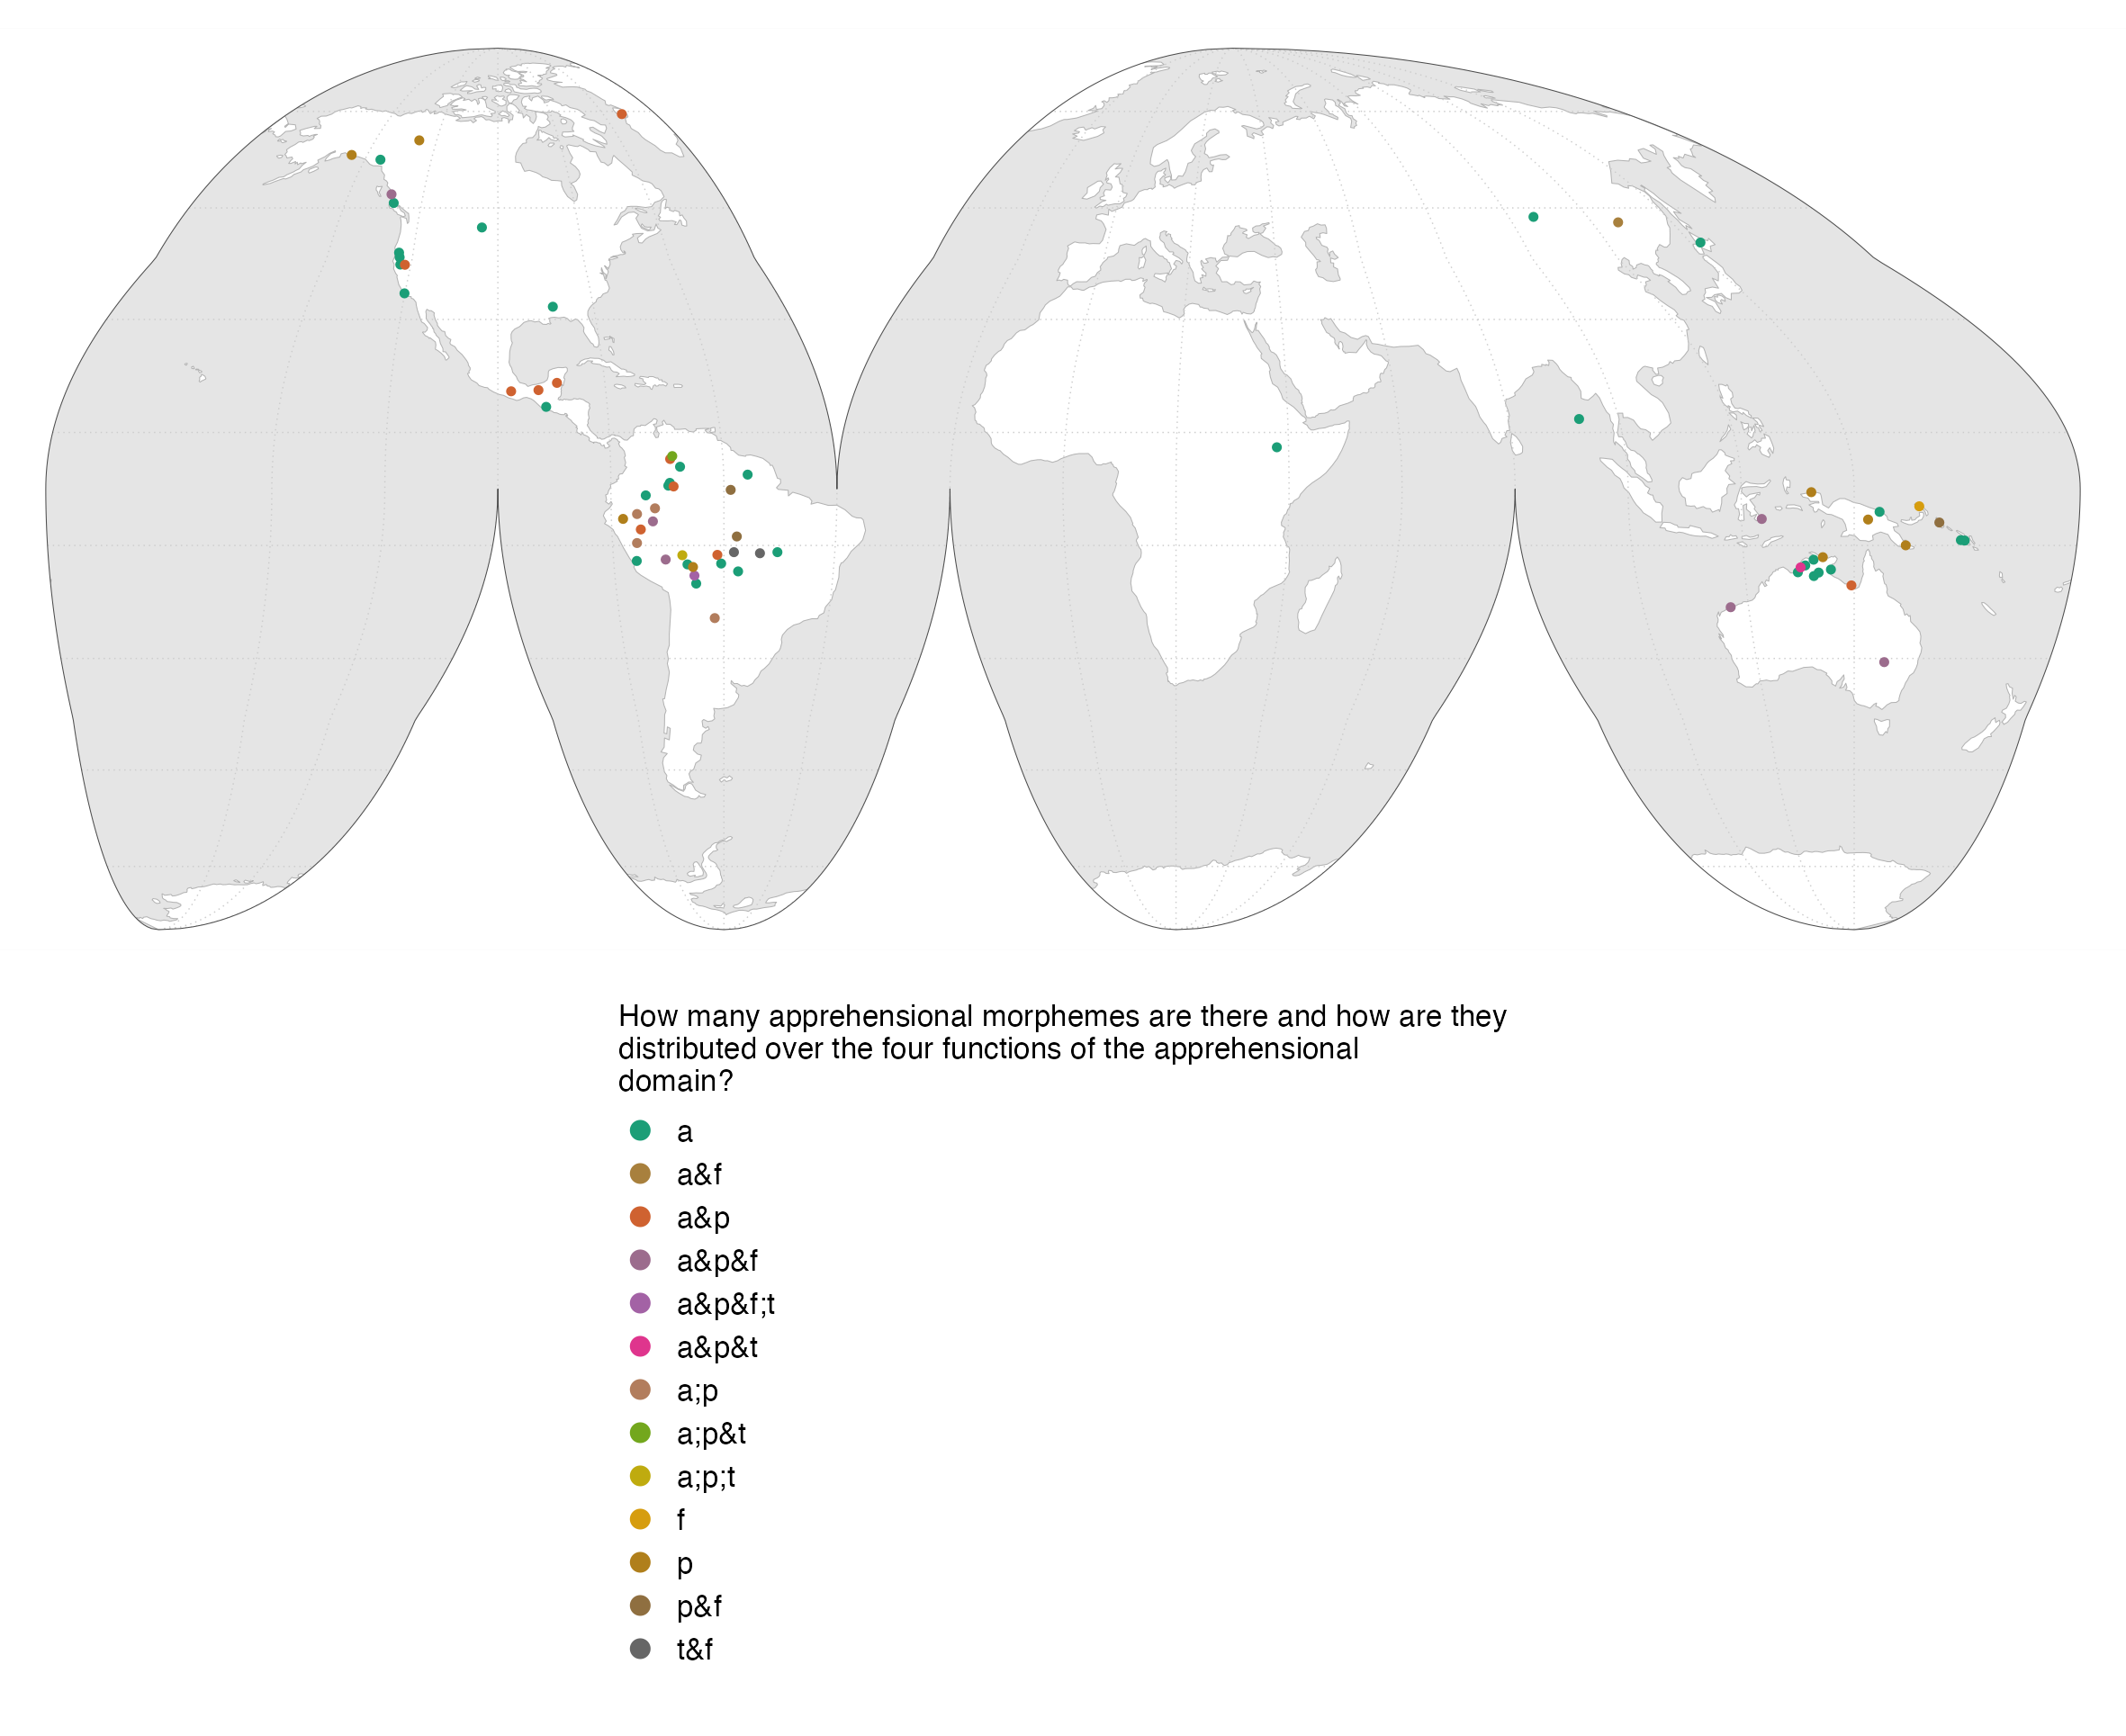 How many apprehensional morphemes are there and how are they
distributed over the four functions of the apprehensional
domain?
a
a&f
a&p
a&p&f
a&p&f;t
a&p&t
a;p
a;p&t
a;p;t
f
p
p&f
t&f